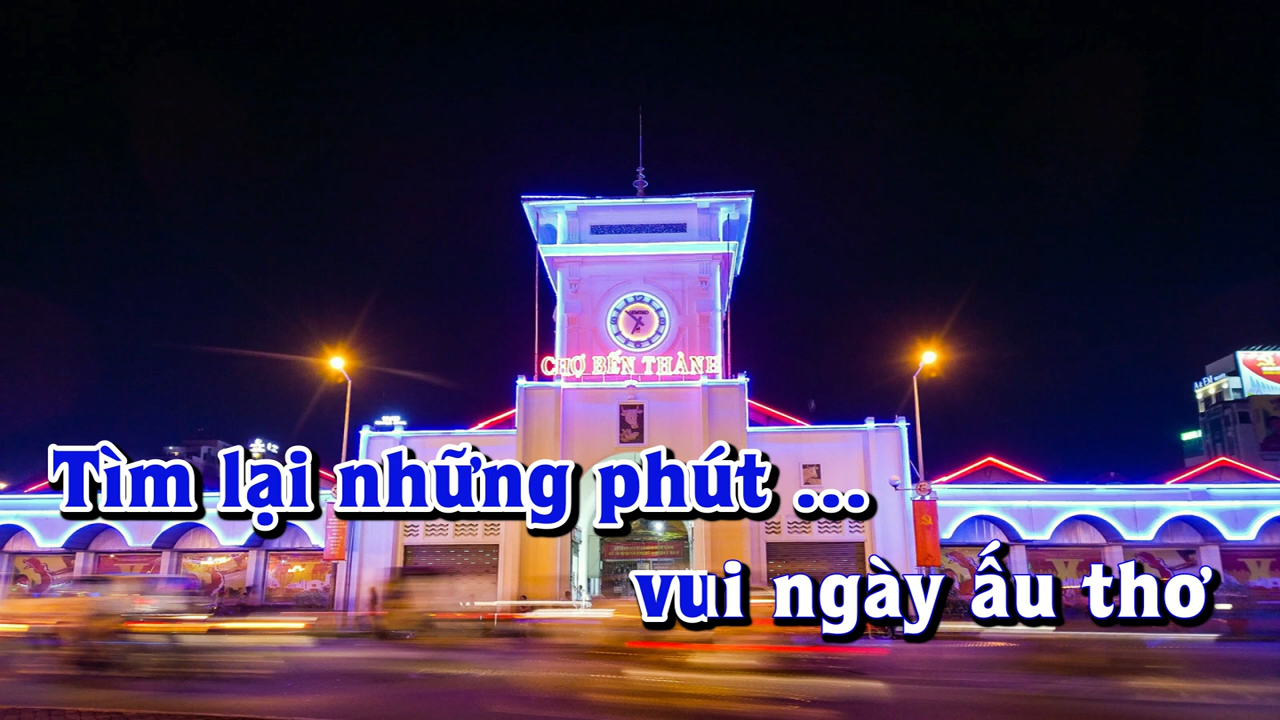 CHỢ BẾN THÀNH
Tìm lại những phút ...
vui ngày ấu thơ